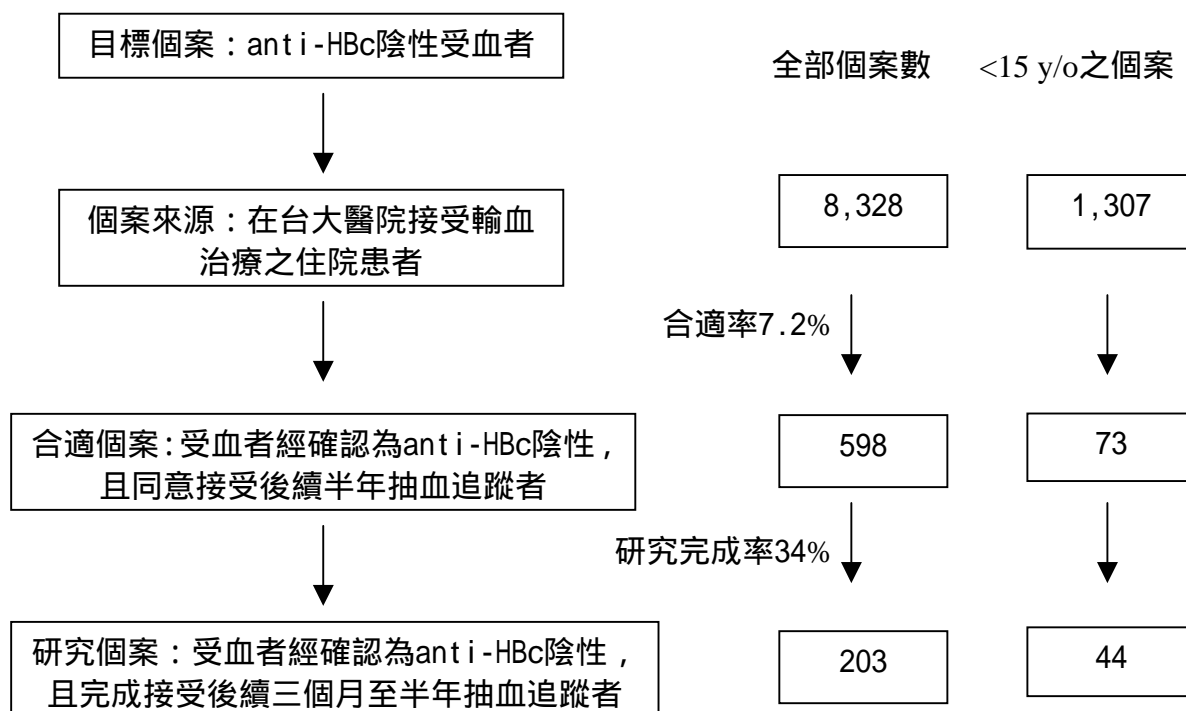 目標個案：anti-HBc陰性受血者
全部個案數 <15 y/o之個案
個案來源：在台大醫院接受輸血
治療之住院患者
8,328
1,307
合適率7.2%
合適個案：受血者經確認為anti-HBc陰性，
且同意接受後續半年抽血追蹤者
598
73
研究完成率34%
研究個案：受血者經確認為anti-HBc陰性，
且完成接受後續三個月至半年抽血追蹤者
203
44